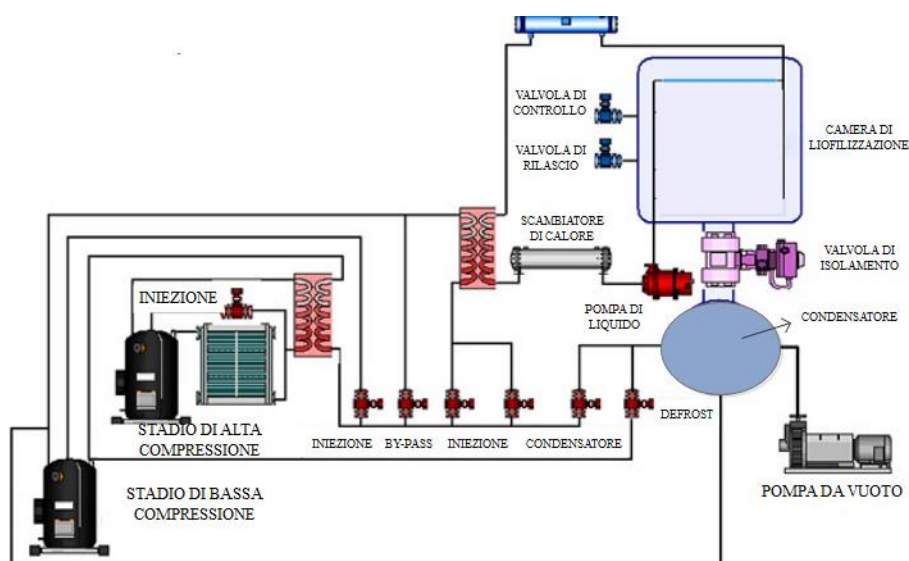 VALVOLA DI
CONTROLLO
VALVOLA DI
RILASCIO
CAMERA DI
LIOFILIZZAZIONE
SCAMBIATORE
DI CALORE
VALVOLA DI
ISOLAMENTO
INIEZIONE
POMPA DI
LIQUIDO
CONDENSATORE
STADIO DI ALTA
COMPRESSIONE
INIEZIONE
BY-PASS
INIEZIONE
CONDENSATORE
DEFROST
STADIO DI BASSA
COMPRESSIONE
POMPA DA VUOTO